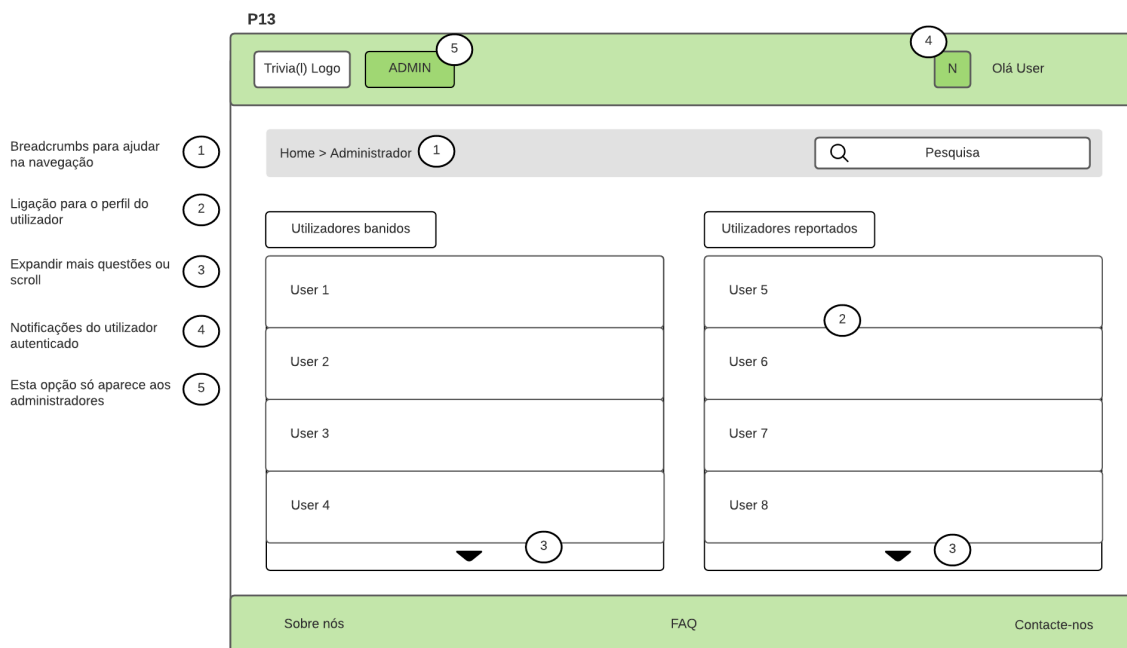 P13
Trivia(l) Logo
ADMIN
5
4
N
Olá User
Breadcrumbs para ajudar
na navegação
1
Ligação para o perfil do
utilizador
2
Expandir mais questões ou
scroll
3
Notificações do utilizador
autenticado
4
Esta opção só aparece aos
administradores
5
Home > Administrador
1
Pesquisa
Utilizadores banidos
User 1
User 2
User 3
User 4
3
Utilizadores reportados
User 5
2
User 6
User 7
User 8
3
Sobre nós
FAQ
Contacte-nos